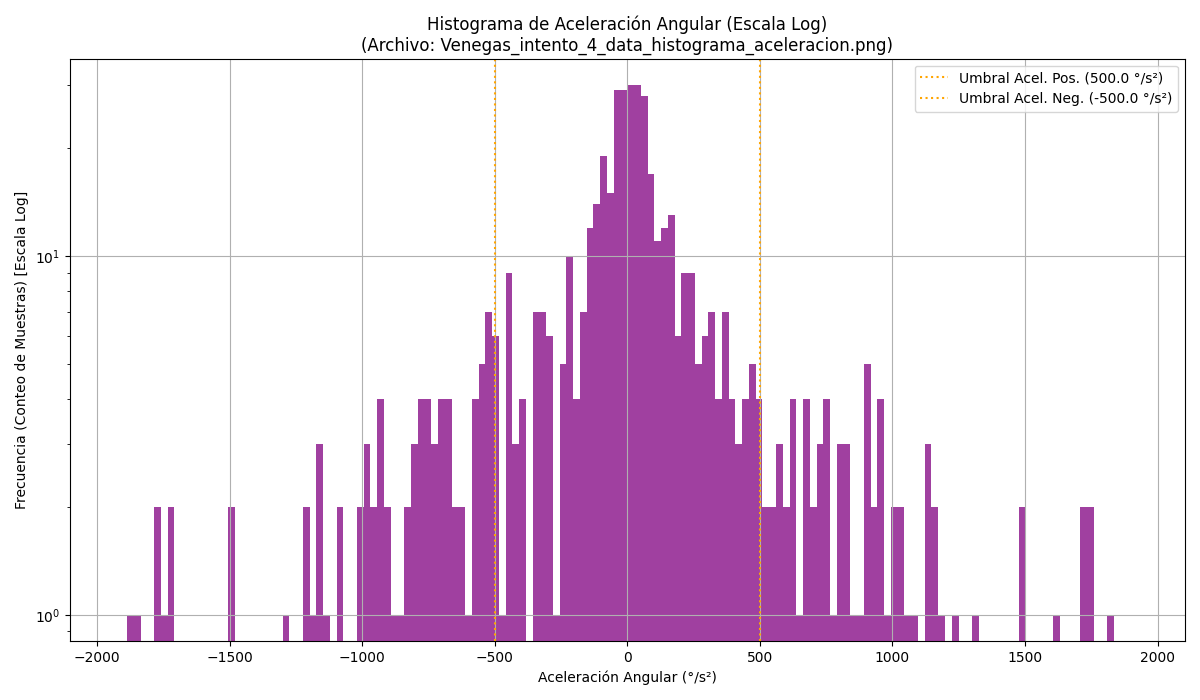 Histograma de Aceleración Angular (Escala Log)
(Archivo: Venegas_intento_4_data_histograma_aceleracion.png)
Umbral Acel. Pos. (500.0 °/s²)
Umbral Acel. Neg. (-500.0 °/s²)
Frecuencia (Conteo de Muestras) [Escala Log]
10¹
10⁰
−2000 −1500 −1000 −500 0 500 1000 1500 2000
Aceleración Angular (°/s²)